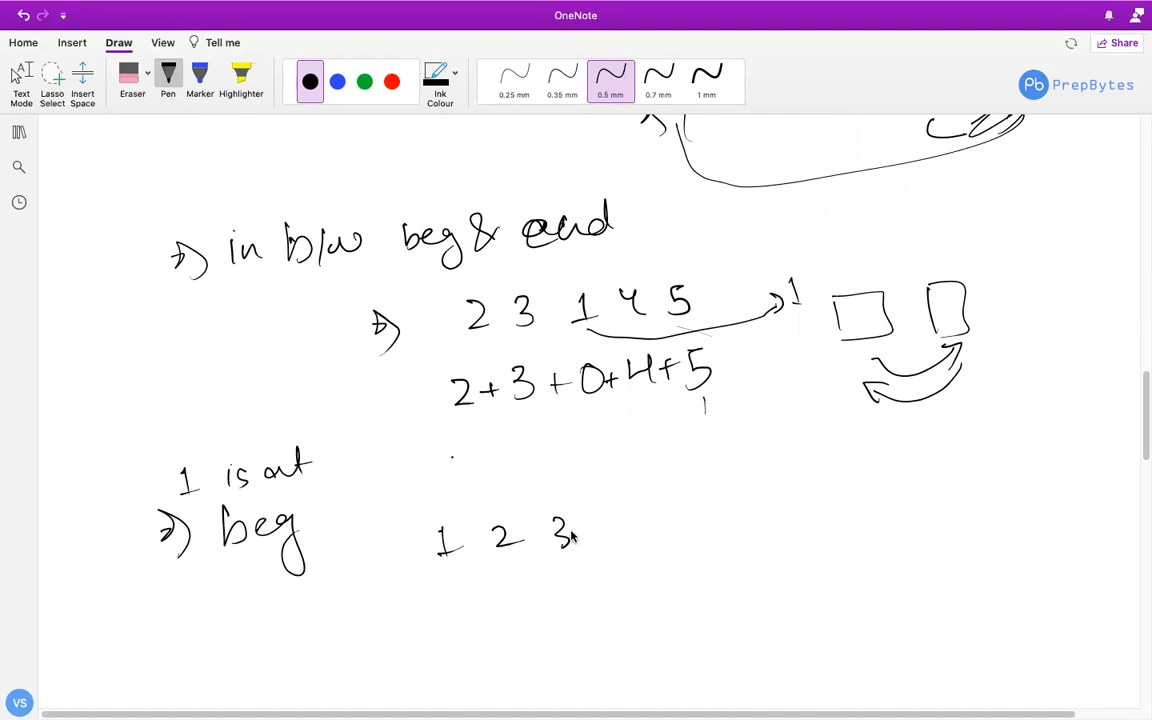 OneNote
Home Insert Draw View Tell me Share
Text Mode Lasso Select Insert Space Eraser Pen Marker Highlighter Ink Colour 0.25 mm 0.35 mm 0.5 mm 0.7 mm 1 mm Pb PrepBytes
=> in b/w beg & end
=> 2 3 1 4 5 1
2+3+0+4+5
1 is at
=> beg 1 2 3
VS